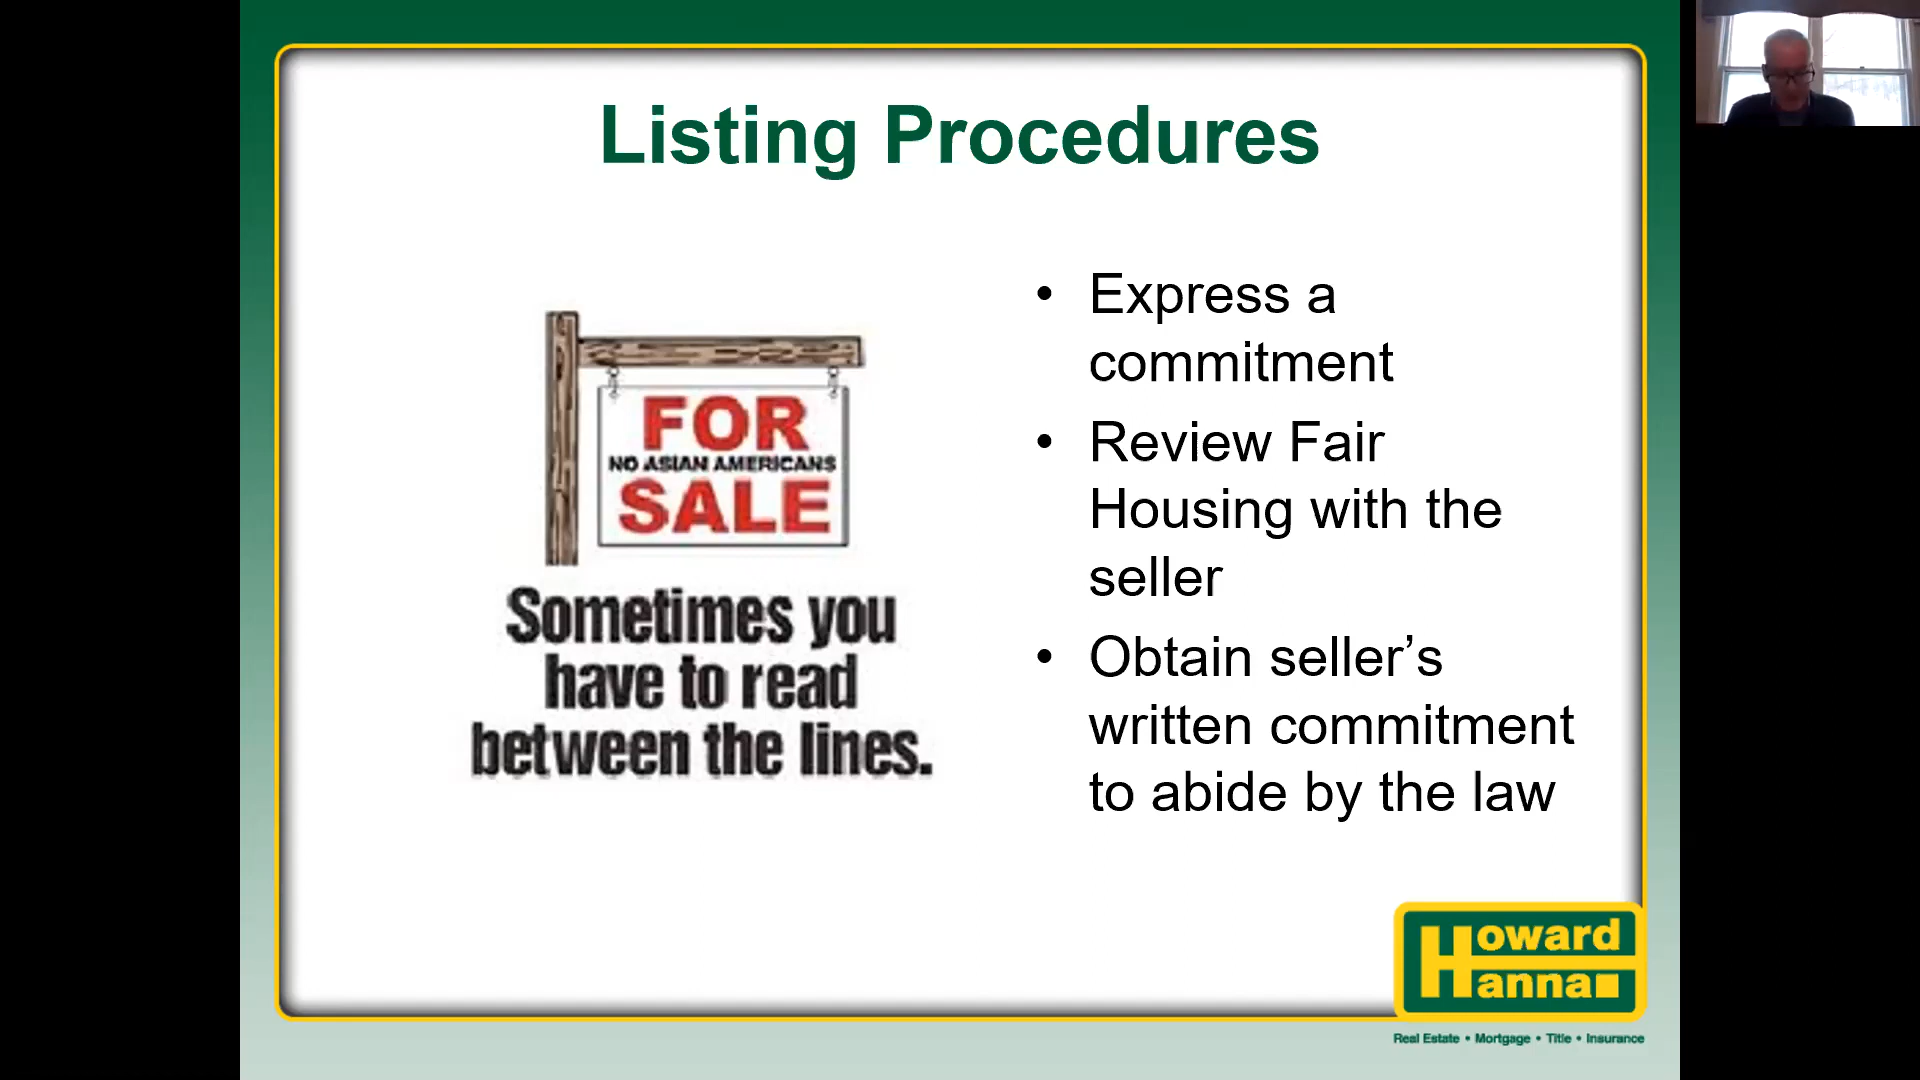 Listing Procedures
FOR
NO ASIAN AMERICANS
SALE
Sometimes you
have to read
between the lines.
• Express a
commitment
• Review Fair
Housing with the
seller
• Obtain seller’s
written commitment
to abide by the law
Howard
Hanna
Real Estate • Mortgage • Title • Insurance